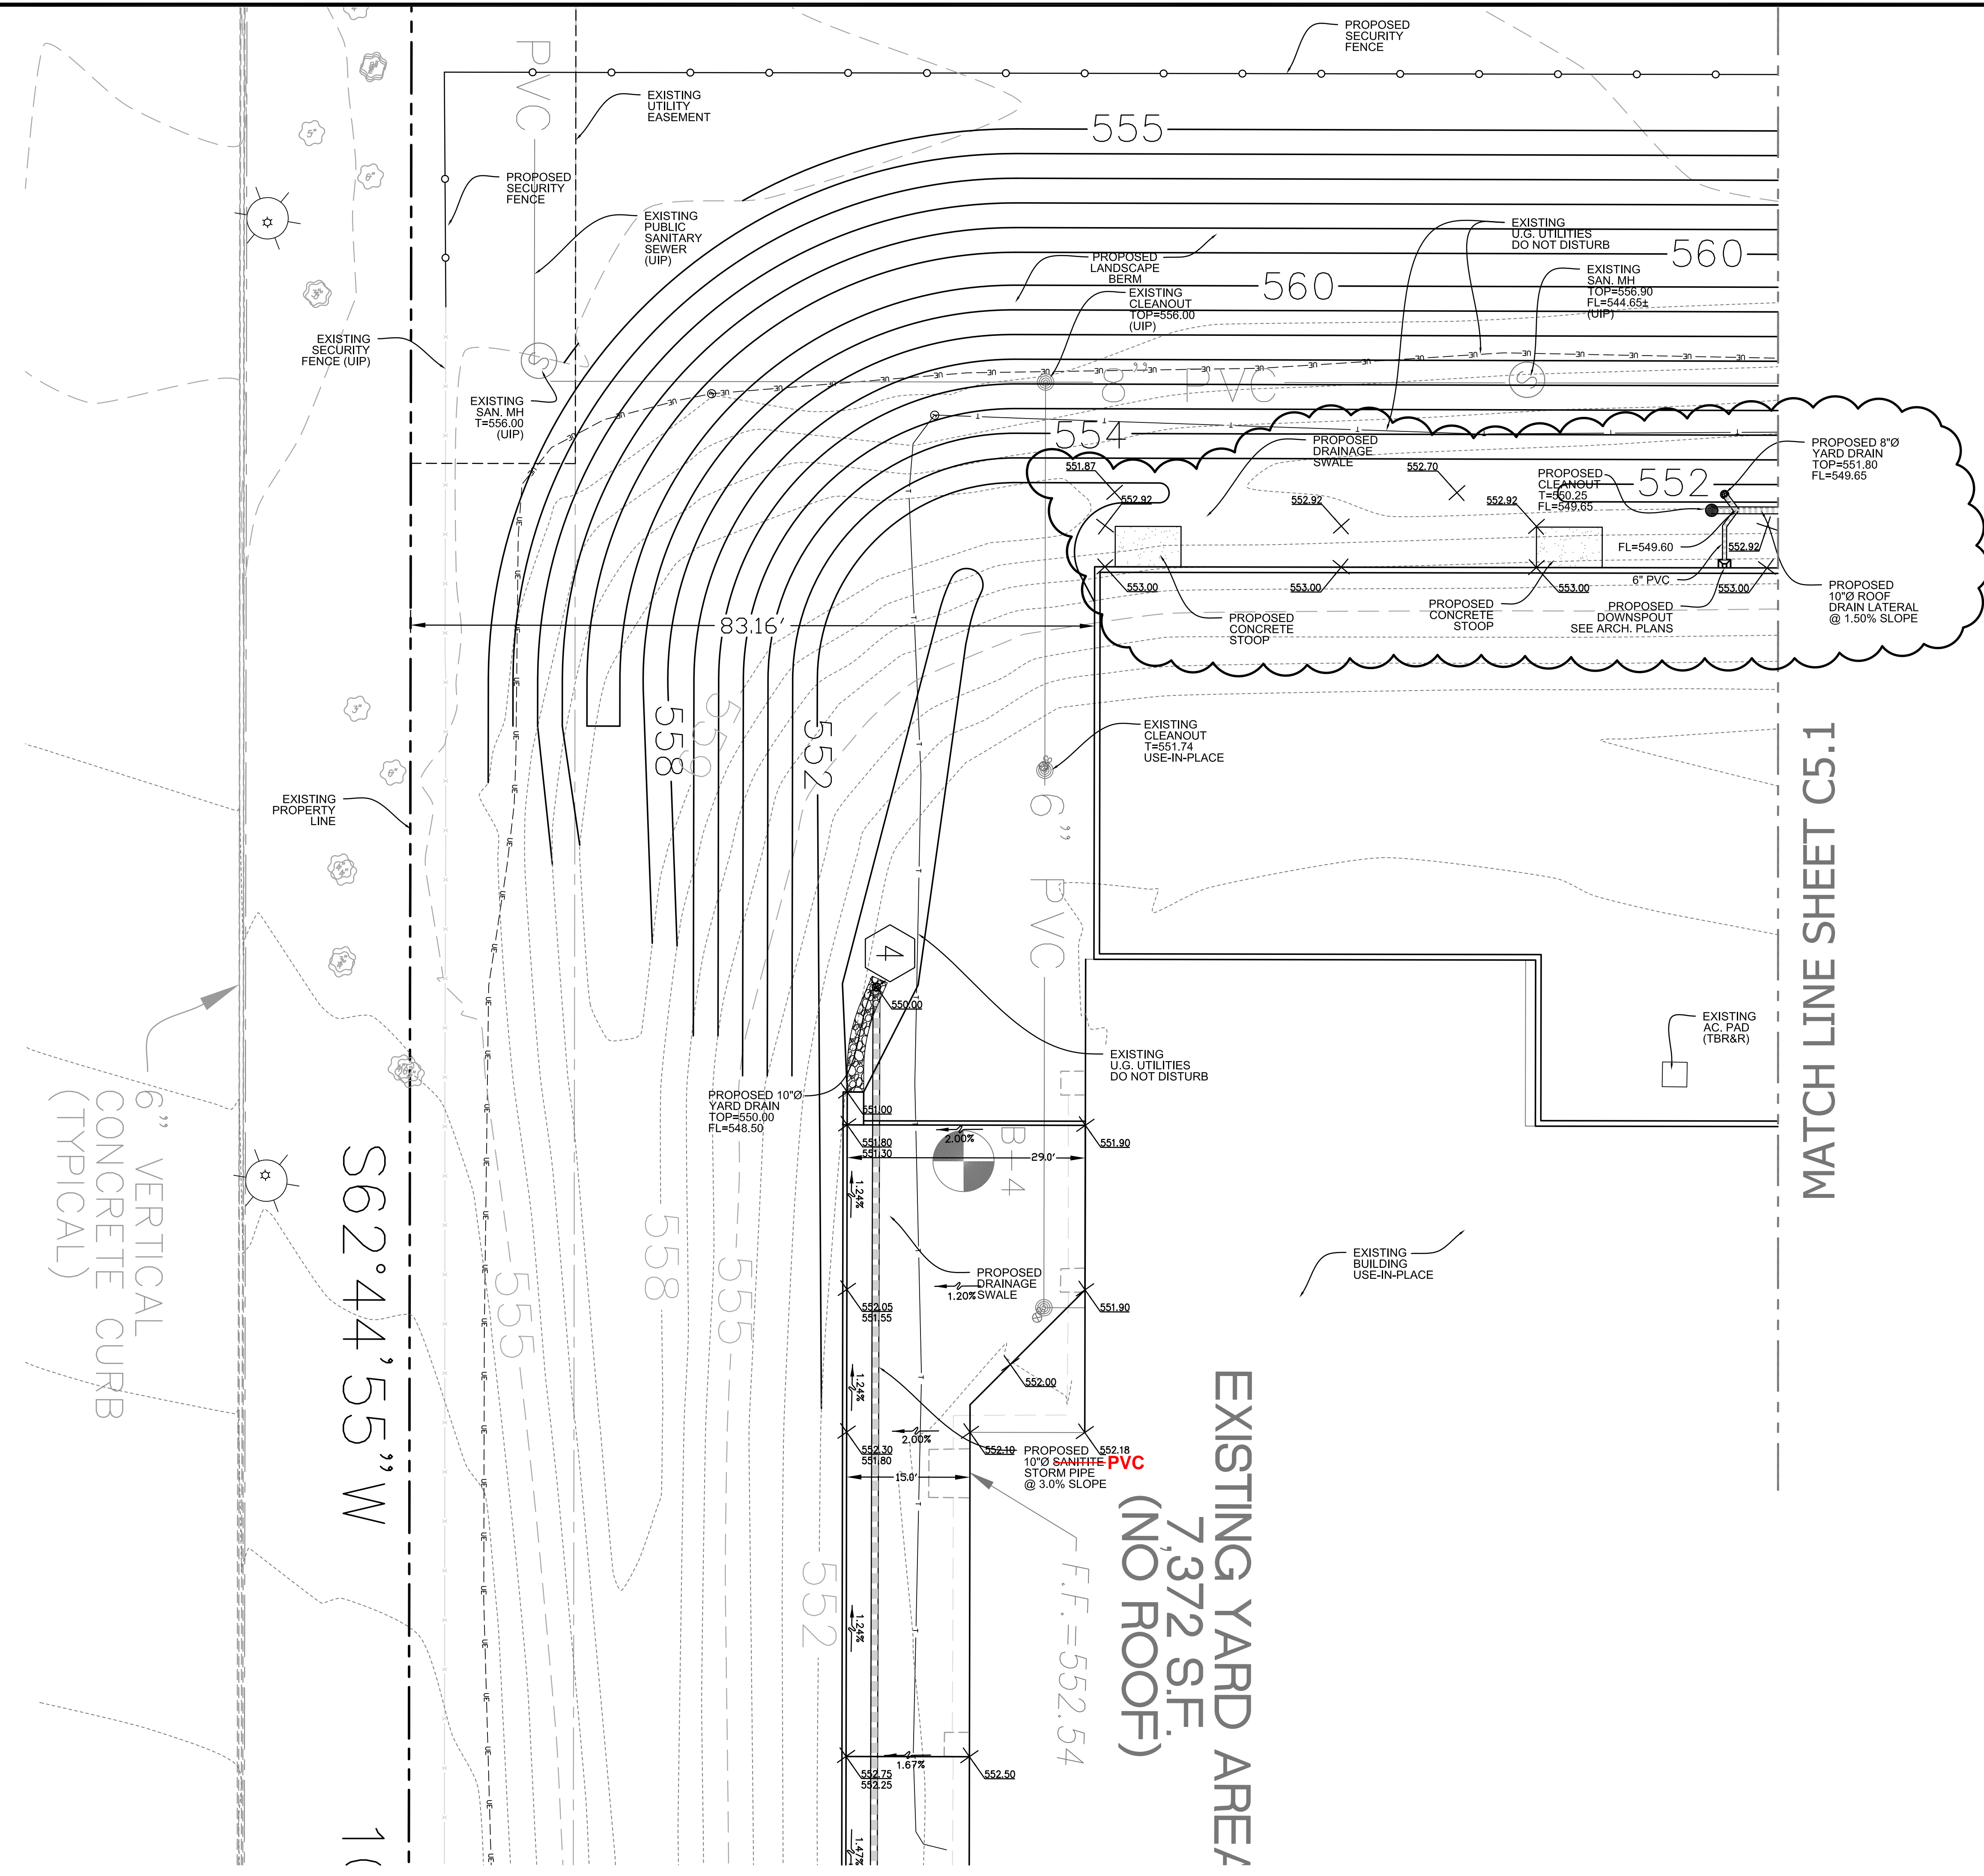 PROPOSED
SECURITY
FENCE
PVC
EXISTING
UTILITY
EASEMENT
555
PROPOSED
SECURITY
FENCE
EXISTING
PUBLIC
SANITARY
SEWER
(UIP)
EXISTING
U.G. UTILITIES
DO NOT DISTURB
560
PROPOSED
LANDSCAPE
BERM
560
EXISTING
SAN. MH
TOP=556.90
FL=544.65±
(UIP)
EXISTING
CLEANOUT
TOP=556.00
(UIP)
EXISTING
SECURITY
FENCE (UIP)
8" PVC
EXISTING
SAN. MH
T=556.00
(UIP)
554
PROPOSED
DRAINAGE
SWALE
551.87
552.70
552.92
552.92
552.92
PROPOSED
CLEANOUT
T=550.25
FL=549.65
552
PROPOSED 8"Ø
YARD DRAIN
TOP=551.80
FL=549.65
FL=549.60
552.92
6" PVC
553.00
553.00
553.00
553.00
PROPOSED
CONCRETE
STOOP
PROPOSED
CONCRETE
STOOP
PROPOSED
DOWNSPOUT
SEE ARCH. PLANS
PROPOSED
10"Ø ROOF
DRAIN LATERAL
@ 1.50% SLOPE
83.16'
558
558
552
EXISTING
CLEANOUT
T=551.74
USE-IN-PLACE
6" PVC
MATCH LINE SHEET C5.1
EXISTING
PROPERTY
LINE
4
550.00
EXISTING
AC. PAD
(TBR&R)
EXISTING
U.G. UTILITIES
DO NOT DISTURB
PROPOSED 10"Ø
YARD DRAIN
TOP=550.00
FL=548.50
551.00
551.80
551.30
2.00%
551.90
29.0'
B-4
1.24%
6" VERTICAL
CONCRETE CURB
(TYPICAL)
S62°44'55"W
555
558
555
552
PROPOSED
DRAINAGE
SWALE
1.20%
EXISTING
BUILDING
USE-IN-PLACE
552.05
551.55
551.90
1.24%
552.00
552.30
551.80
2.00%
552.10
552.18
PROPOSED
10"Ø SANITITE PVC
STORM PIPE
@ 3.0% SLOPE
15.0'
EXISTING YARD AREA
7,372 S.F.
(NO ROOF)
F.F.=552.54
1.24%
552.75
552.25
1.67%
552.50
1.47%